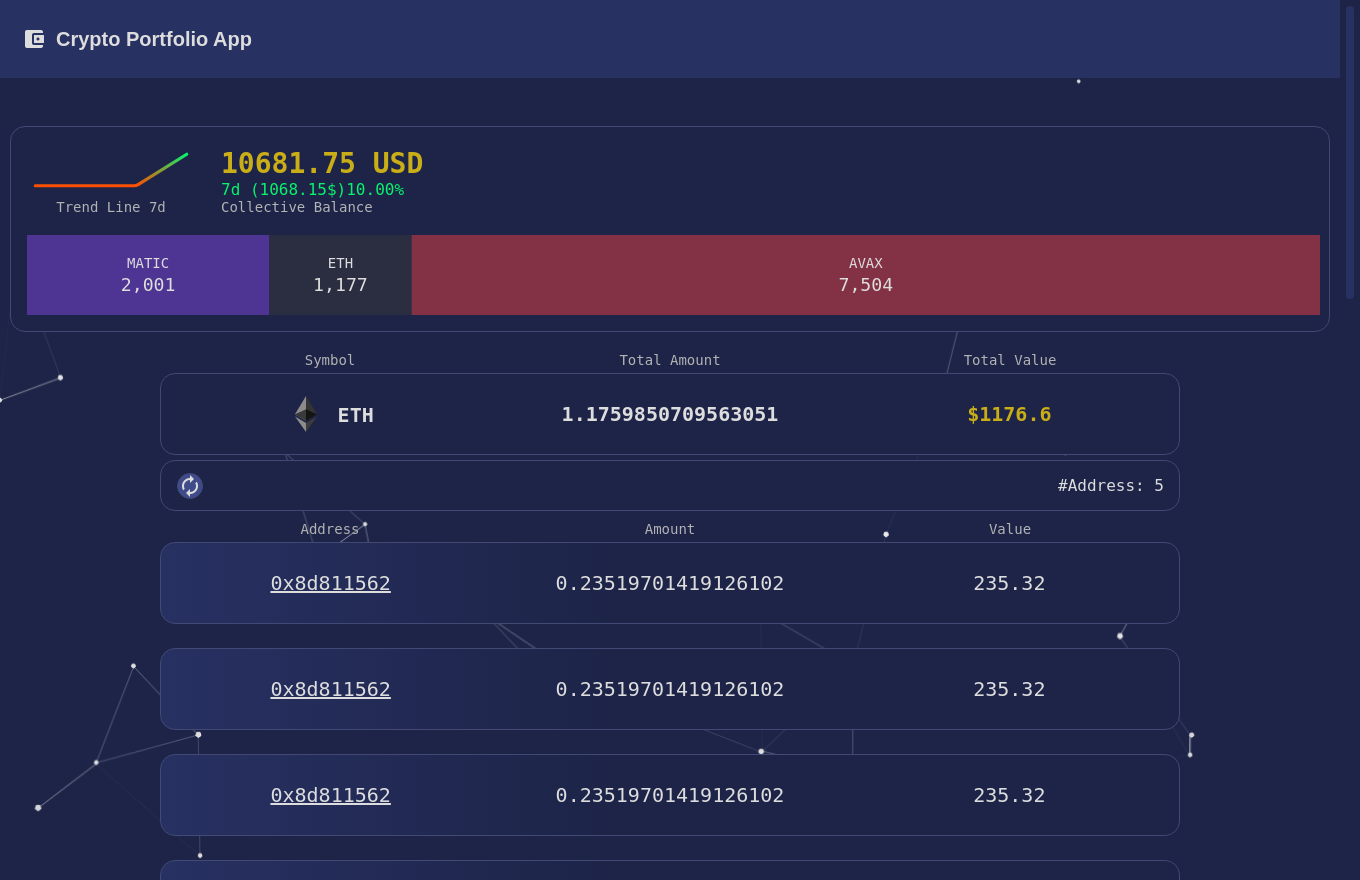 Crypto Portfolio App
10681.75 USD
7d (1068.15$)10.00%
Trend Line 7d
Collective Balance
MATIC
2,001
ETH
1,177
AVAX
7,504
Symbol Total Amount Total Value
ETH 1.1759850709563051 $1176.6
#Address: 5
Address Amount Value
0x8d811562 0.23519701419126102 235.32
0x8d811562 0.23519701419126102 235.32
0x8d811562 0.23519701419126102 235.32